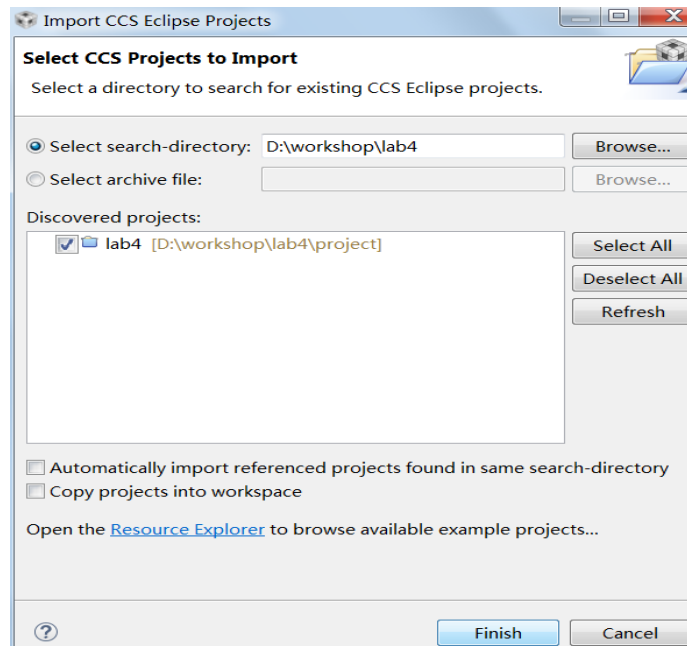 Import CCS Eclipse Projects
Select CCS Projects to Import
Select a directory to search for existing CCS Eclipse projects.
Select search-directory: D:\workshop\lab4 Browse...
Select archive file: Browse...
Discovered projects:
lab4 [D:\workshop\lab4\project]
Select All
Deselect All
Refresh
Automatically import referenced projects found in same search-directory
Copy projects into workspace
Open the Resource Explorer to browse available example projects...
? Finish Cancel